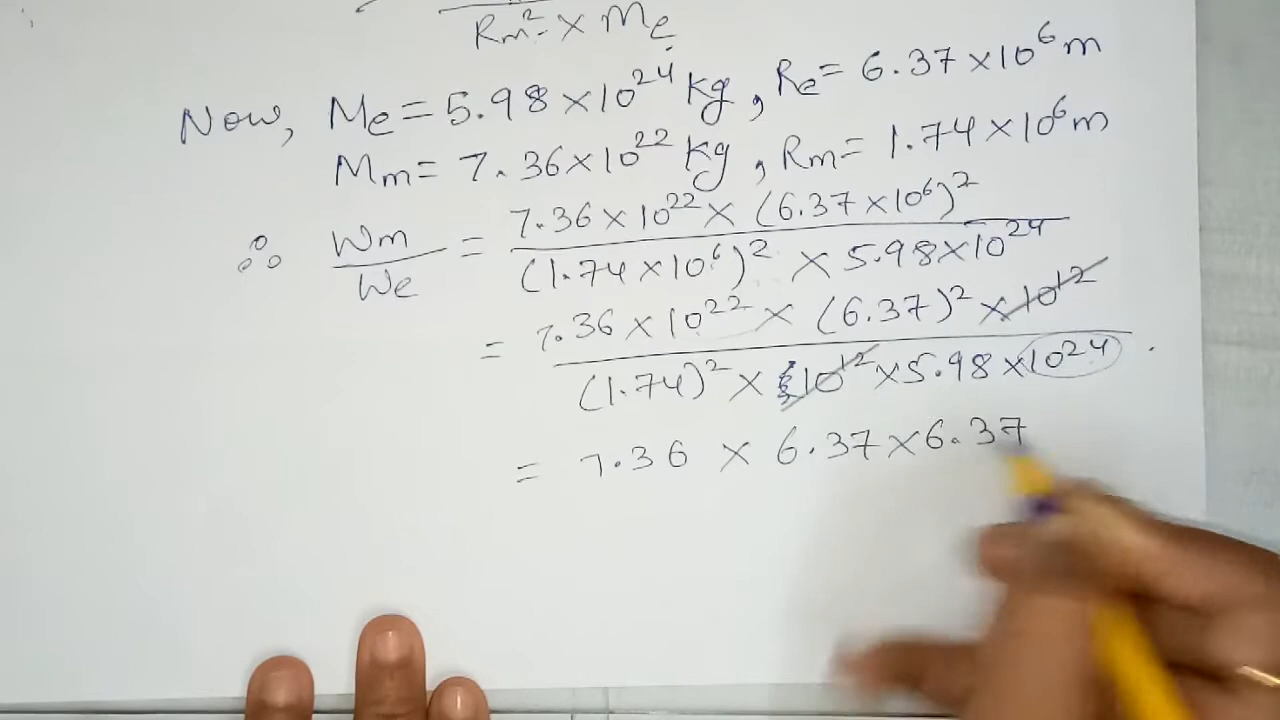 Rm² × Me
Now, Me = 5.98 × 10²⁴ kg, Re = 6.37 × 10⁶ m
Mm = 7.36 × 10²² kg, Rm = 1.74 × 10⁶ m
∴ Wm/We = 7.36 × 10²² × (6.37 × 10⁶)² / (1.74 × 10⁶)² × 5.98 × 10²⁴
= 7.36 × 10²² × (6.37)² × 10¹² / (1.74)² × 10¹² × 5.98 × 10²⁴
= 7.36 × 6.37 × 6.37